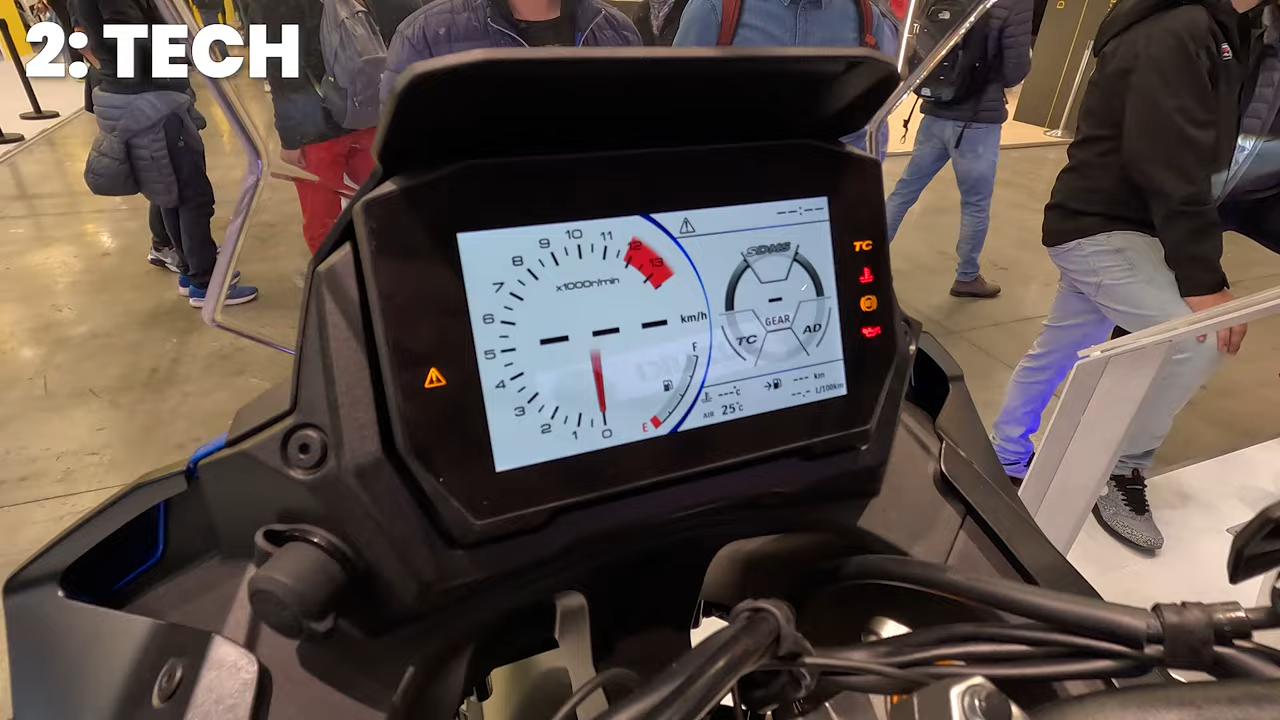 2: TECH
--:--
10
9
11
8
12
7
13
x1000r/min
6
5
4
3
2
1
0
--- km/h
F
E
SDMS
-
GEAR
TC
AD
---°C
--- km
AIR 25°C
--.- L/100km
TC